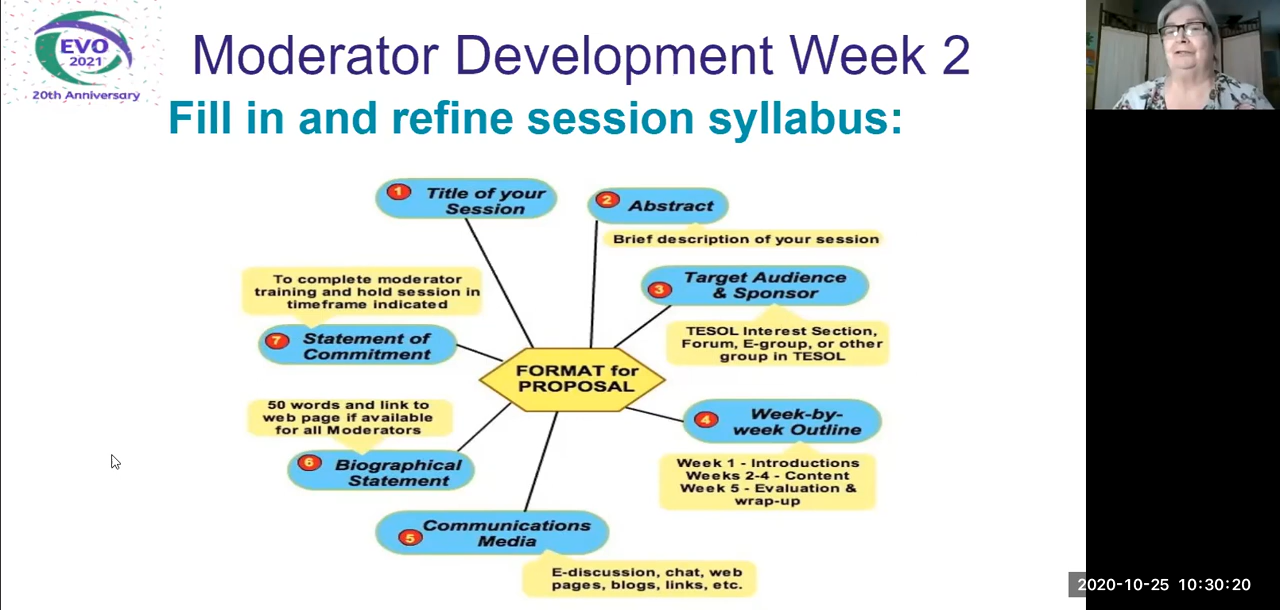 EVO
2021
20th Anniversary
Moderator Development Week 2
Fill in and refine session syllabus:
1
Title of your
Session
2
Abstract
Brief description of your session
3
Target Audience
& Sponsor
TESOL Interest Section,
Forum, E-group, or other
group in TESOL
4
Week-by-
week Outline
Week 1 - Introductions
Weeks 2-4 - Content
Week 5 - Evaluation &
wrap-up
5
Communications
Media
E-discussion, chat, web
pages, blogs, links, etc.
6
Biographical
Statement
50 words and link to
web page if available
for all Moderators
7
Statement of
Commitment
To complete moderator
training and hold session in
timeframe indicated
FORMAT for
PROPOSAL
2020-10-25 10:30:20